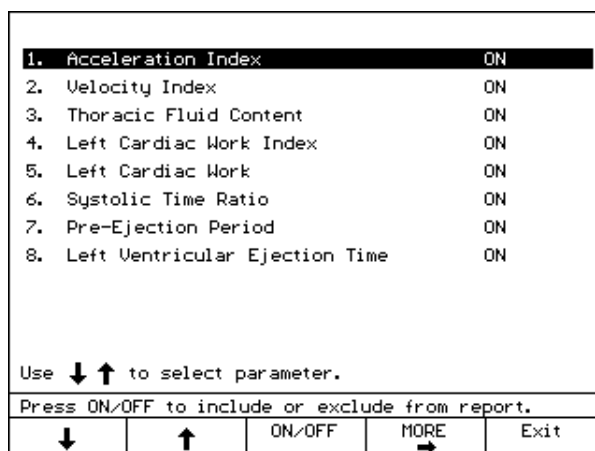 1. Acceleration Index ON
2. Velocity Index ON
3. Thoracic Fluid Content ON
4. Left Cardiac Work Index ON
5. Left Cardiac Work ON
6. Systolic Time Ratio ON
7. Pre-Ejection Period ON
8. Left Ventricular Ejection Time ON
Use ↓ ↑ to select parameter.
Press ON/OFF to include or exclude from report.
↓ ↑ ON/OFF MORE → Exit